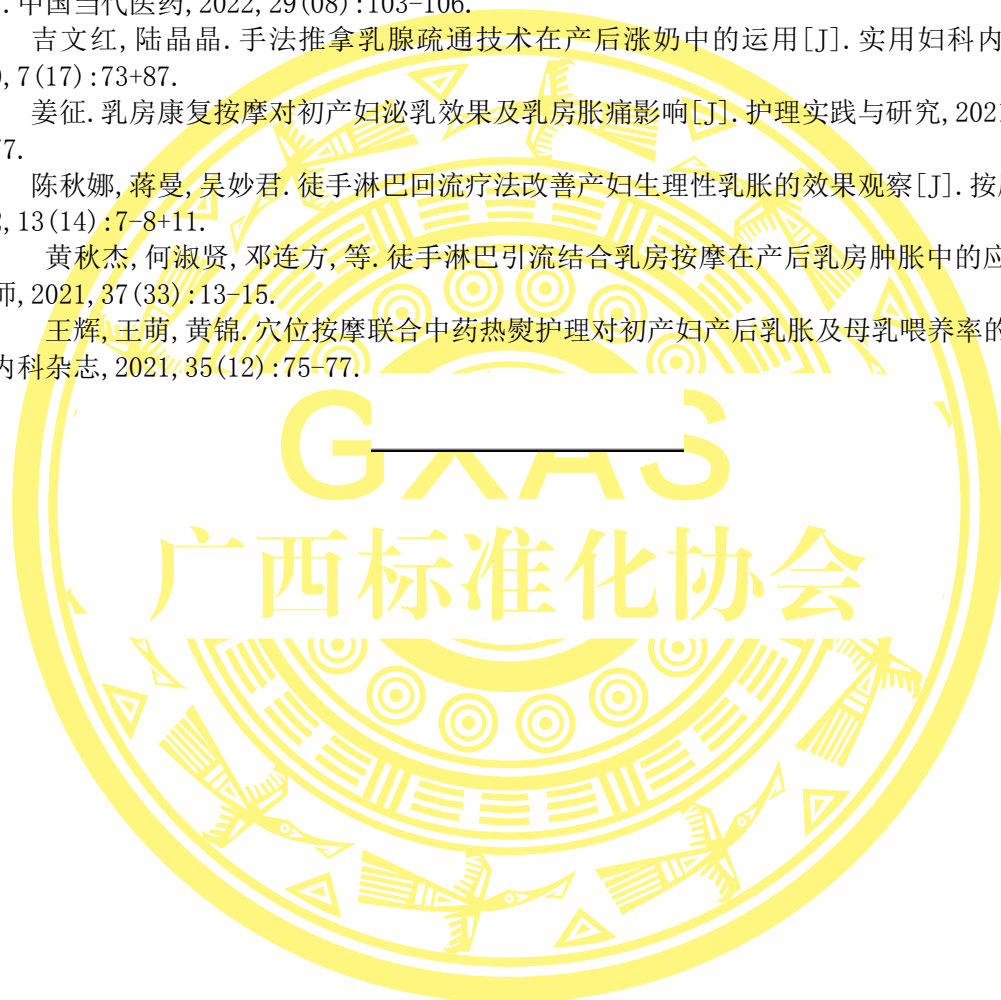 .中国当代医药,2022,29(08):103-106.
吉文红,陆晶晶.手法推拿乳腺疏通技术在产后涨奶中的运用[J].实用妇科内
,7(17):73+87.
姜征.乳房康复按摩对初产妇泌乳效果及乳房胀痛影响[J].护理实践与研究,202
77.
陈秋娜,蒋曼,吴妙君.徒手淋巴回流疗法改善产妇生理性乳胀的效果观察[J].按
,13(14):7-8+11.
黄秋杰,何淑贤,邓连方,等.徒手淋巴引流结合乳房按摩在产后乳房肿胀中的应
师,2021,37(33):13-15.
王辉,王萌,黄锦.穴位按摩联合中药热熨护理对初产妇产后乳胀及母乳喂养率的
内科杂志,2021,35(12):75-77.
GXAS
广西标准化协会